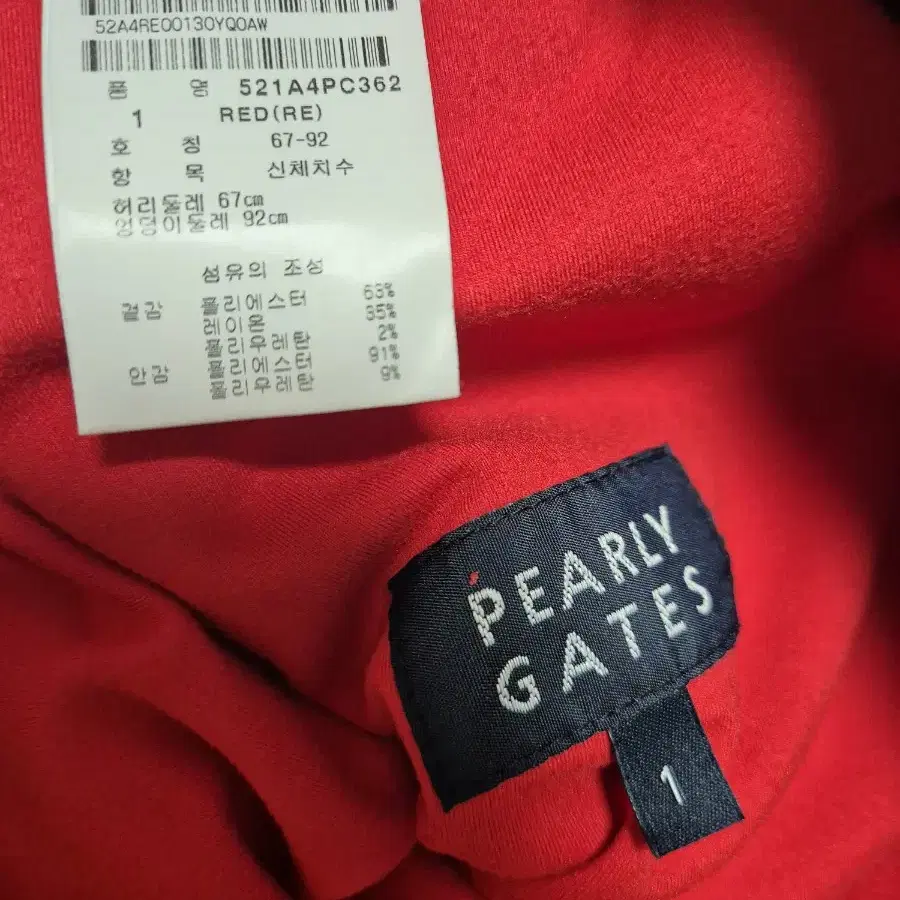 52A4RE00130YQ0AW
품 명 521A4PC362
1 RED(RE)
호 칭 67-92
항 목 신체치수
허리둘레 67cm
엉덩이둘레 92cm
섬유의 조성
겉감 폴리에스터 63%
레이온 35%
폴리우레탄 2%
안감 폴리에스터 91%
폴리우레탄 9%
PEARLY
GATES
1